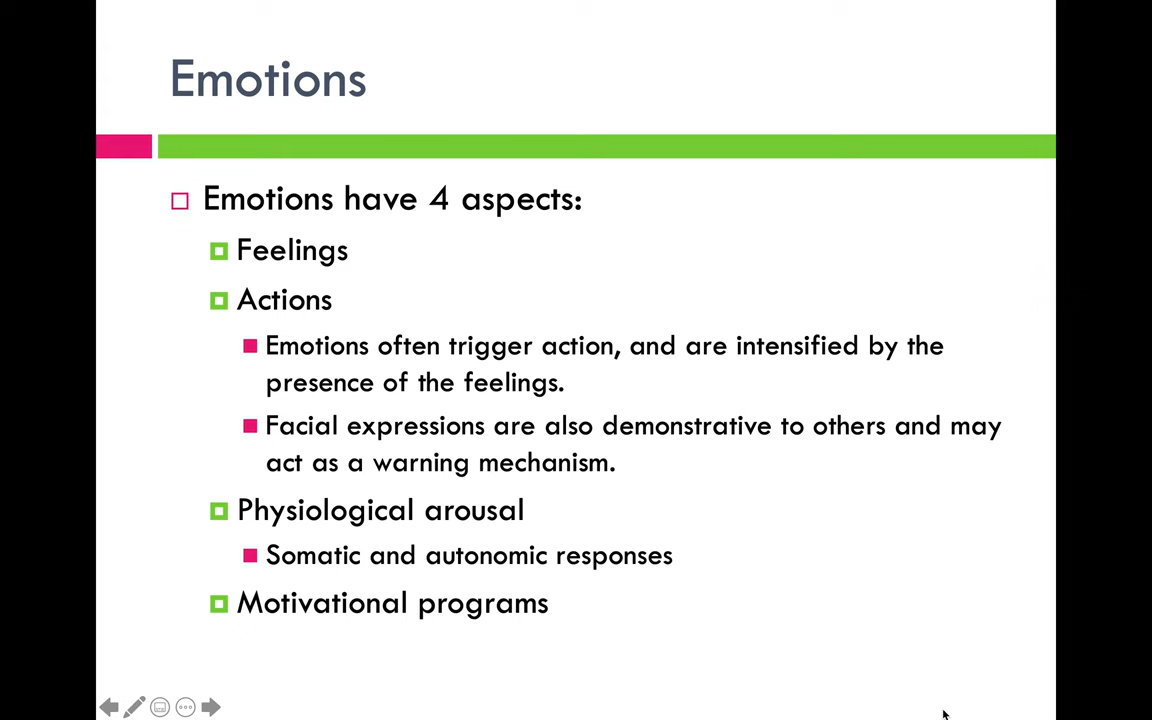 Emotions
Emotions have 4 aspects:
Feelings
Actions
Emotions often trigger action, and are intensified by the
presence of the feelings.
Facial expressions are also demonstrative to others and may
act as a warning mechanism.
Physiological arousal
Somatic and autonomic responses
Motivational programs